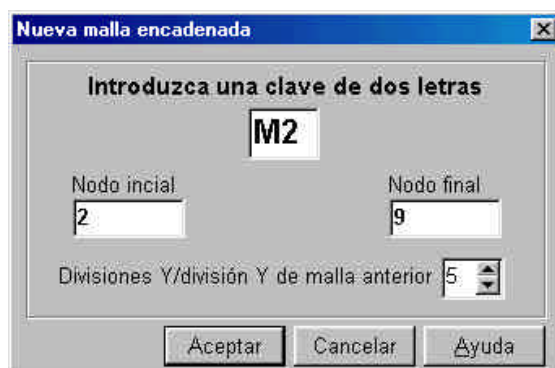 Nueva malla encadenada
Introduzca una clave de dos letras
M2
Nodo incial Nodo final
2 9
Divisiones Y/división Y de malla anterior 5
Aceptar Cancelar Ayuda